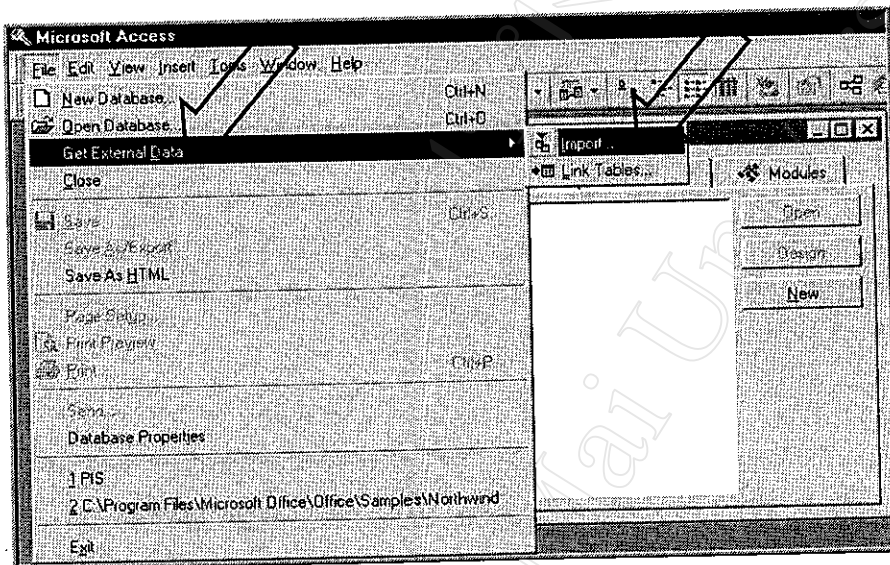 Microsoft Access
File Edit View Insert Tools Window Help
New Database... Ctrl+N
Open Database... Ctrl+O
Get External Data
Close
Save Ctrl+S
Save As/Export
Save As HTML
Page Setup...
Print Preview
Print... Ctrl+P
Send...
Database Properties
1 PIS
2 C:\Program Files\Microsoft Office\Office\Samples\Northwind
Exit
Import...
Link Tables...
Modules
Open
Design
New
Mai Un